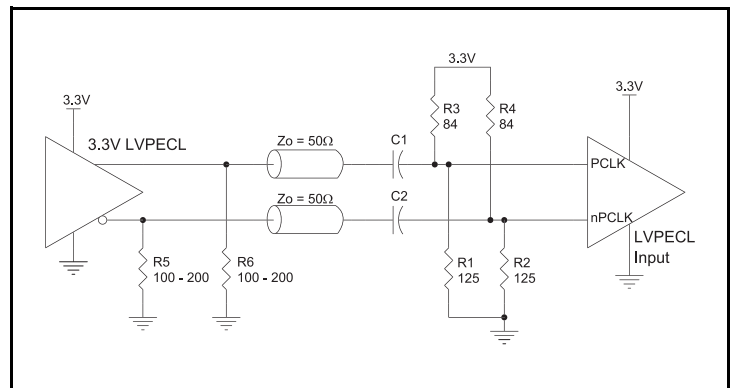 3.3V
3.3V LVPECL
Zo = 50Ω
C1
3.3V
R3
84
R4
84
3.3V
PCLK
Zo = 50Ω
C2
nPCLK
LVPECL
Input
R5
100 - 200
R6
100 - 200
R1
125
R2
125